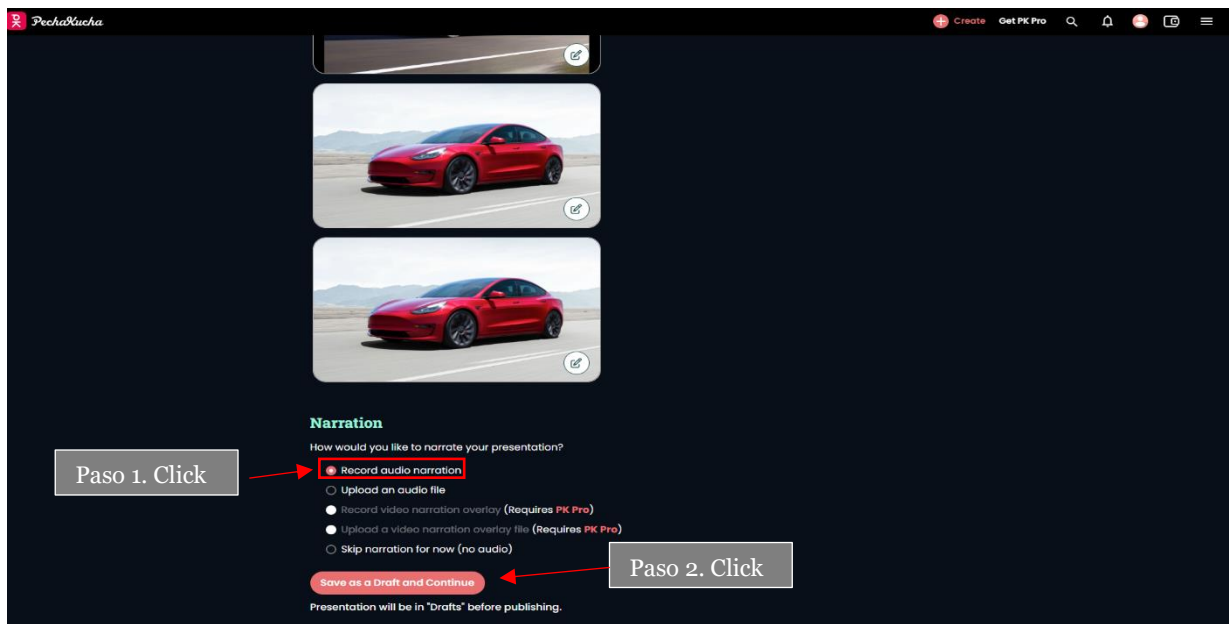 PechaKucha
Create Get PK Pro
Narration
How would you like to narrate your presentation?
Paso 1. Click
Record audio narration
Upload an audio file
Record video narration overlay (Requires PK Pro)
Upload a video narration overlay file (Requires PK Pro)
Skip narration for now (no audio)
Paso 2. Click
Save as a Draft and Continue
Presentation will be in "Drafts" before publishing.